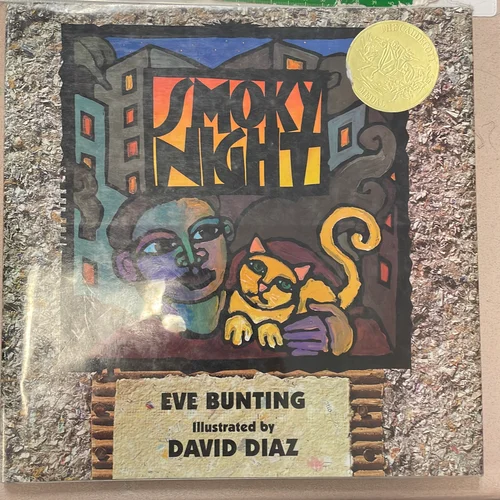 SMOKY
NIGHT
EVE BUNTING
Illustrated by
DAVID DIAZ